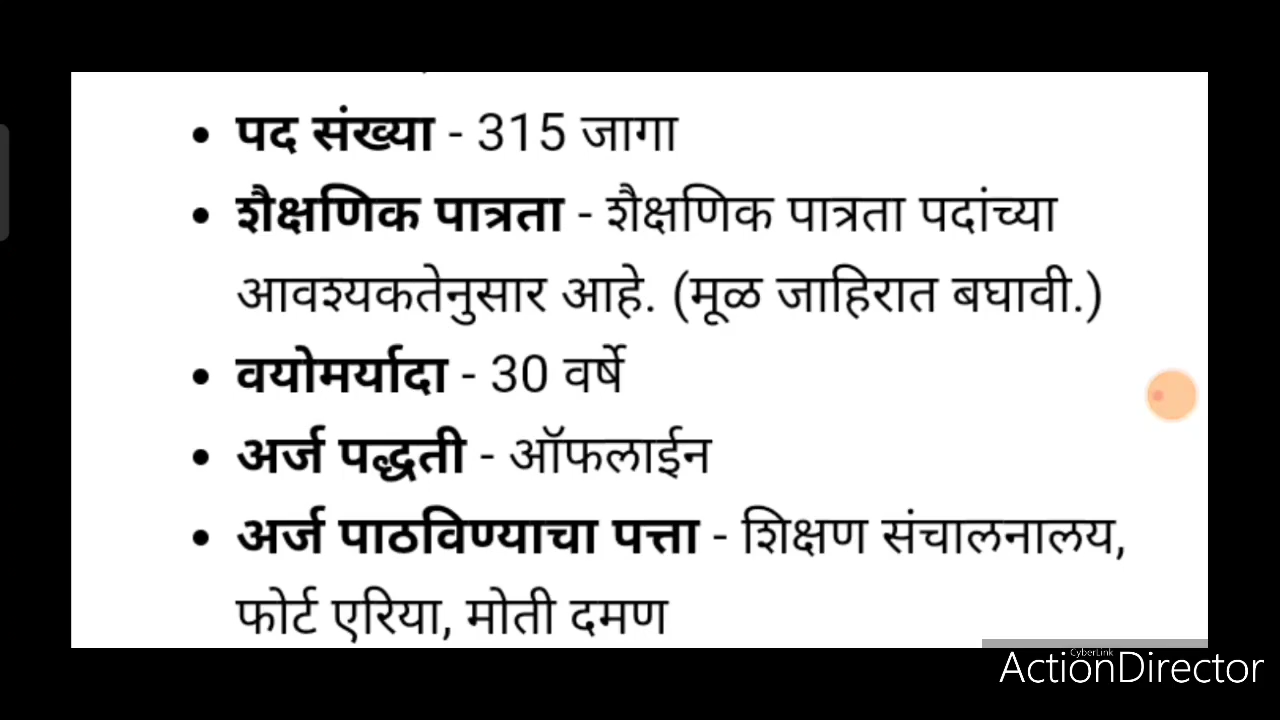 • पद संख्या - 315 जागा
• शैक्षणिक पात्रता - शैक्षणिक पात्रता पदांच्या
आवश्यकतेनुसार आहे. (मूळ जाहिरात बघावी.)
• वयोमर्यादा - 30 वर्षे
• अर्ज पद्धती - ऑफलाईन
• अर्ज पाठविण्याचा पत्ता - शिक्षण संचालनालय,
फोर्ट एरिया, मोती दमण
CyberLink
ActionDirector